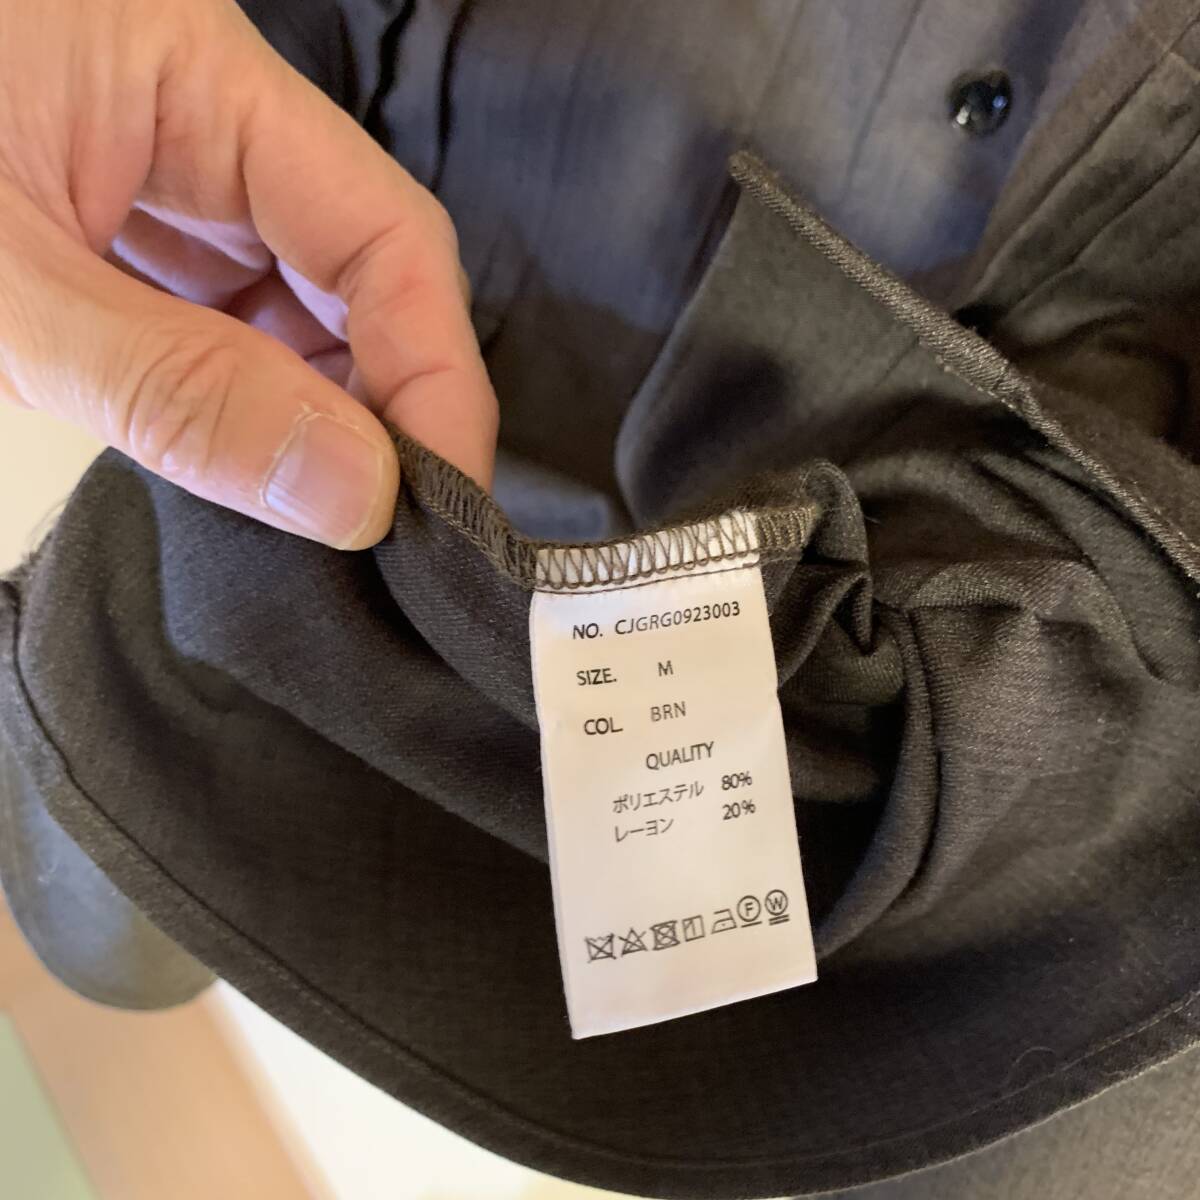 NO. CJGRG0923003
SIZE. M
COL. BRN
QUALITY
ポリエステル 80%
レーヨン 20%
F W